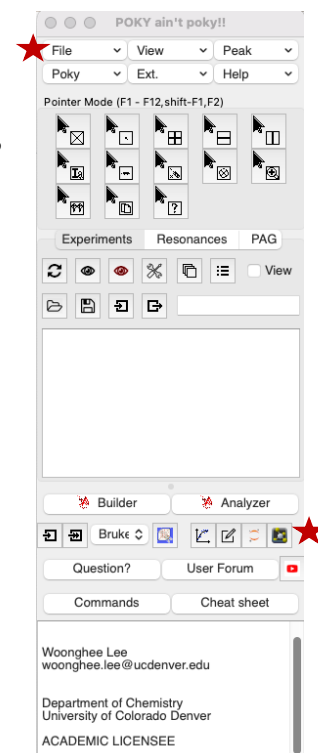 POKY ain't poky!!
File View Peak
Poky Ext. Help
Pointer Mode (F1 - F12,shift-F1,F2)
Experiments Resonances PAG
View
Builder Analyzer
Bruke
Question? User Forum
Commands Cheat sheet
Woonghee Lee
woonghee.lee@ucdenver.edu
Department of Chemistry
University of Colorado Denver
ACADEMIC LICENSEE